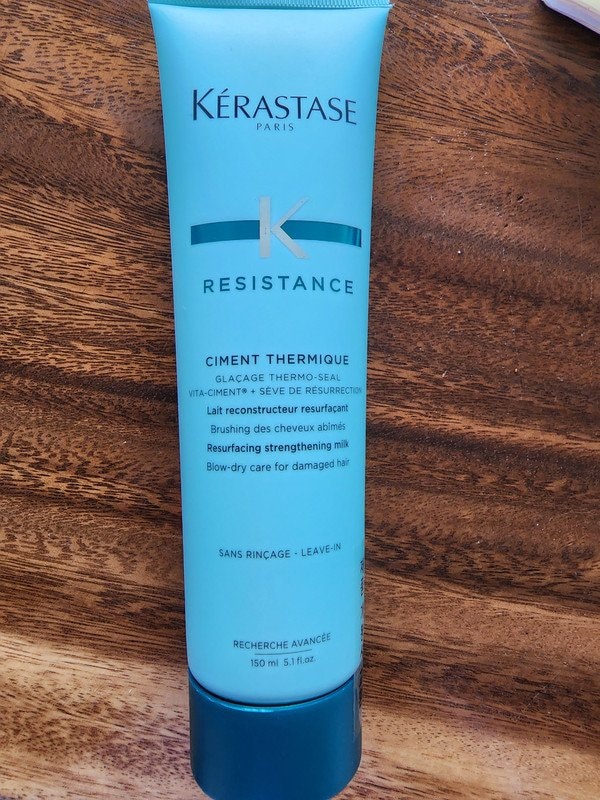 KÉRASTASE
PARIS
K
RESISTANCE
CIMENT THERMIQUE
GLAÇAGE THERMO-SEAL
VITA-CIMENT® + SÈVE DE RÉSURRECTION
Lait reconstructeur resurfaçant
Brushing des cheveux abîmés
Resurfacing strengthening milk
Blow-dry care for damaged hair
SANS RINÇAGE - LEAVE-IN
RECHERCHE AVANCÉE
150 ml 5.1 fl.oz.